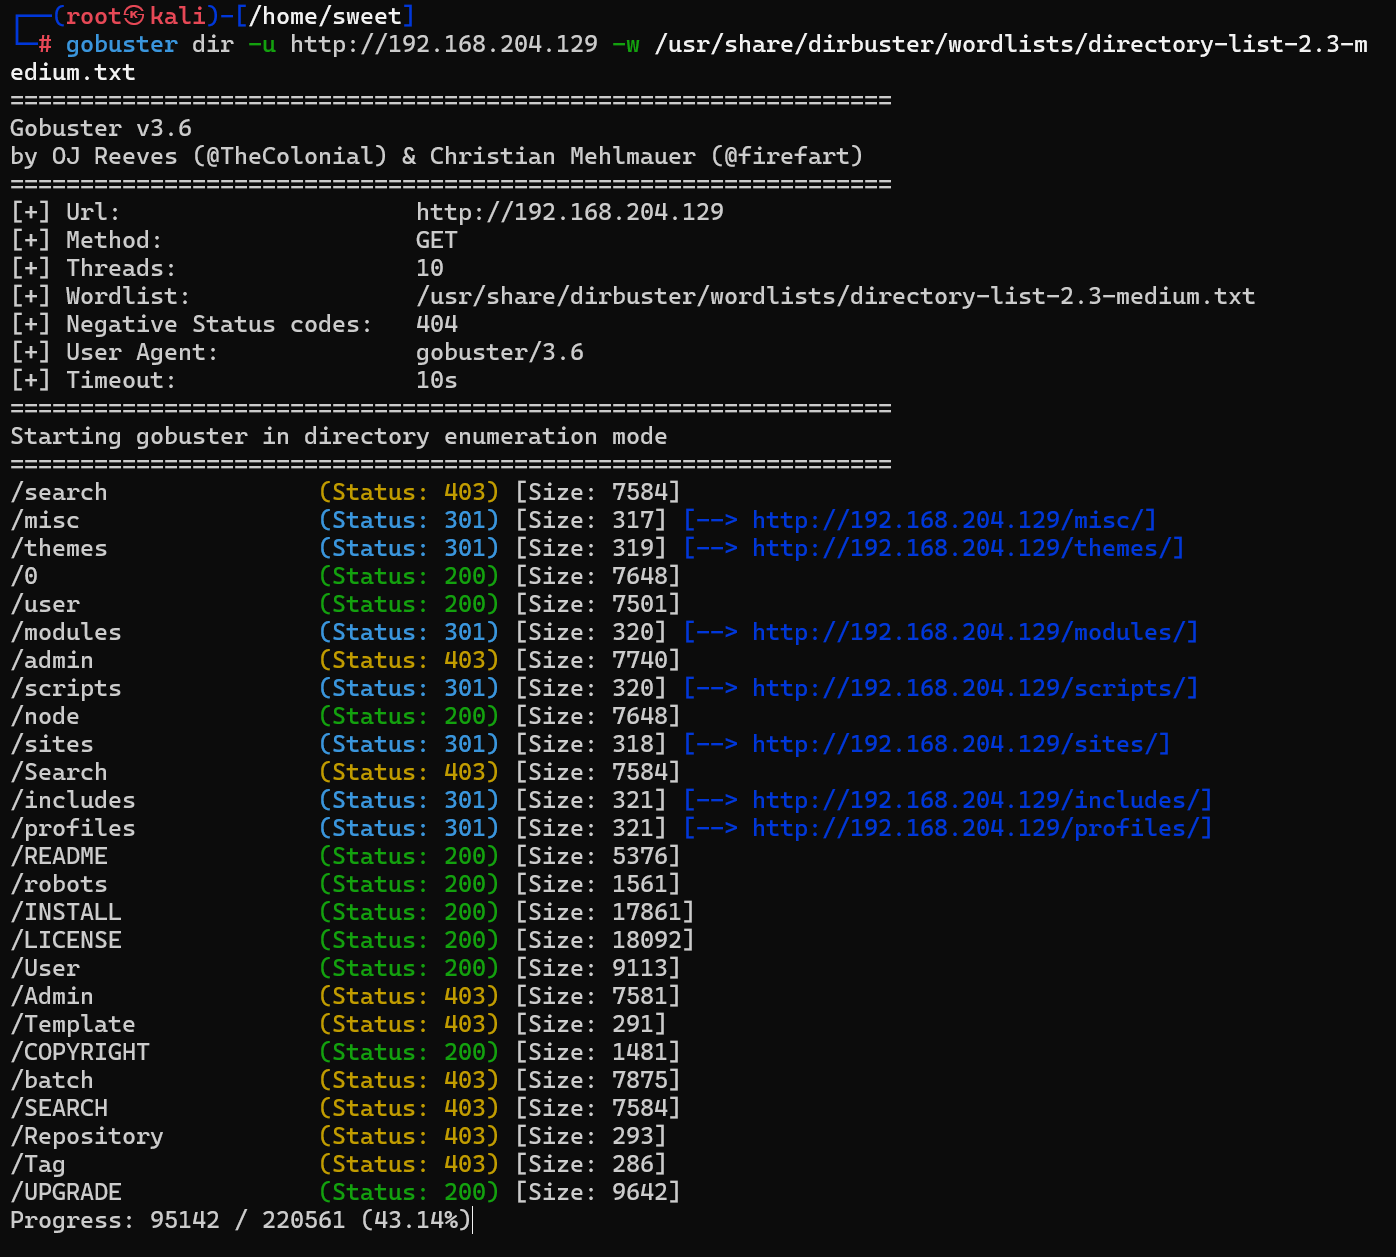 ┌──(root㉿kali)-[/home/sweet]
└─# gobuster dir -u http://192.168.204.129 -w /usr/share/dirbuster/wordlists/directory-list-2.3-m
edium.txt
===============================================================
Gobuster v3.6
by OJ Reeves (@TheColonial) & Christian Mehlmauer (@firefart)
===============================================================
[+] Url:                     http://192.168.204.129
[+] Method:                  GET
[+] Threads:                 10
[+] Wordlist:                /usr/share/dirbuster/wordlists/directory-list-2.3-medium.txt
[+] Negative Status codes:   404
[+] User Agent:              gobuster/3.6
[+] Timeout:                 10s
===============================================================
Starting gobuster in directory enumeration mode
===============================================================
/search               (Status: 403) [Size: 7584]
/misc                 (Status: 301) [Size: 317] [--> http://192.168.204.129/misc/]
/themes               (Status: 301) [Size: 319] [--> http://192.168.204.129/themes/]
/0                    (Status: 200) [Size: 7648]
/user                 (Status: 200) [Size: 7501]
/modules              (Status: 301) [Size: 320] [--> http://192.168.204.129/modules/]
/admin                (Status: 403) [Size: 7740]
/scripts              (Status: 301) [Size: 320] [--> http://192.168.204.129/scripts/]
/node                 (Status: 200) [Size: 7648]
/sites                (Status: 301) [Size: 318] [--> http://192.168.204.129/sites/]
/Search               (Status: 403) [Size: 7584]
/includes             (Status: 301) [Size: 321] [--> http://192.168.204.129/includes/]
/profiles             (Status: 301) [Size: 321] [--> http://192.168.204.129/profiles/]
/README               (Status: 200) [Size: 5376]
/robots               (Status: 200) [Size: 1561]
/INSTALL              (Status: 200) [Size: 17861]
/LICENSE              (Status: 200) [Size: 18092]
/User                 (Status: 200) [Size: 9113]
/Admin                (Status: 403) [Size: 7581]
/Template             (Status: 403) [Size: 291]
/COPYRIGHT            (Status: 200) [Size: 1481]
/batch                (Status: 403) [Size: 7875]
/SEARCH               (Status: 403) [Size: 7584]
/Repository           (Status: 403) [Size: 293]
/Tag                  (Status: 403) [Size: 286]
/UPGRADE              (Status: 200) [Size: 9642]
Progress: 95142 / 220561 (43.14%)